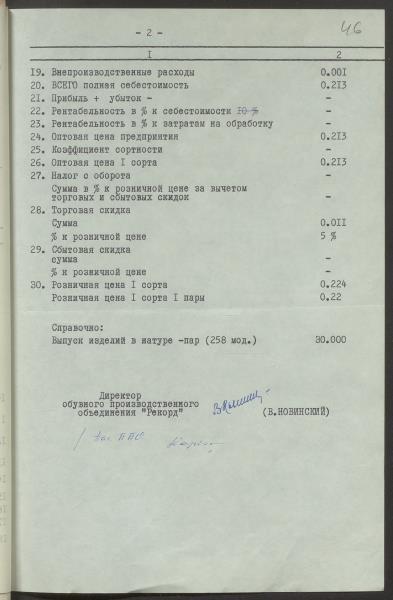 - 2 -
46
I 2
19. Внепроизводственные расходы 0.001
20. ВСЕГО полная себестоимость 0.213
21. Прибыль + убыток - -
22. Рентабельность в % к себестоимости 10 % -
23. Рентабельность в % к затратам на обработку -
24. Оптовая цена предприятия 0.213
25. Коэффициент сортности -
26. Оптовая цена I сорта 0.213
27. Налог с оборота -
Сумма в % к розничной цене за вычетом
торговых и сбытовых скидок -
28. Торговая скидка
Сумма 0.011
% к розничной цене 5 %
29. Сбытовая скидка
сумма -
% к розничной цене -
30. Розничная цена I сорта 0.224
Розничная цена I сорта I пары 0.22
Справочно:
Выпуск изделий в натуре -пар (258 мод.) 30.000
Директор
обувного производственного
объединения "Рекорд" (В.НОВИНСКИЙ)